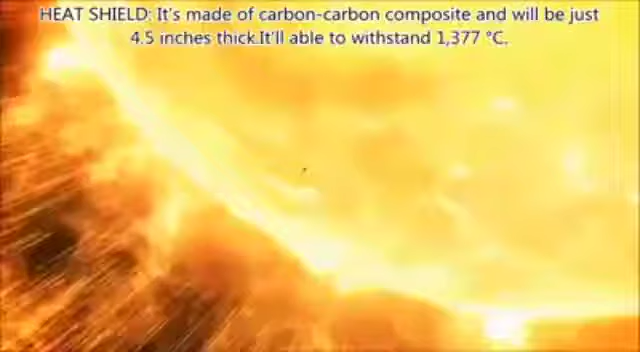 HEAT SHIELD: It's made of carbon-carbon composite and will be just
4.5 inches thick.It'll able to withstand 1,377 °C.